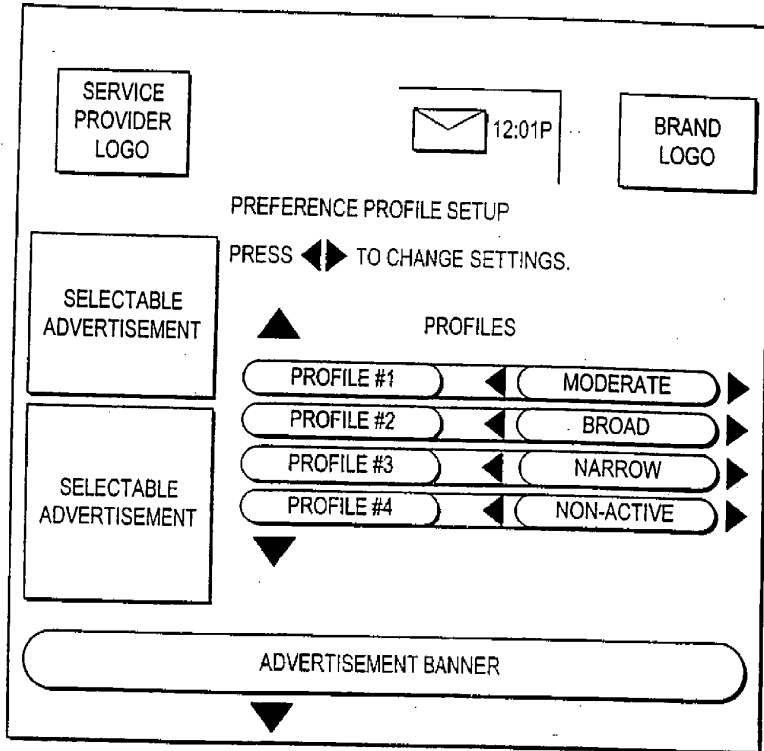 SERVICE
PROVIDER
LOGO
12:01P
BRAND
LOGO
PREFERENCE PROFILE SETUP
PRESS ◀▶ TO CHANGE SETTINGS.
SELECTABLE
ADVERTISEMENT
PROFILES
PROFILE #1 MODERATE
PROFILE #2 BROAD
PROFILE #3 NARROW
PROFILE #4 NON-ACTIVE
SELECTABLE
ADVERTISEMENT
ADVERTISEMENT BANNER